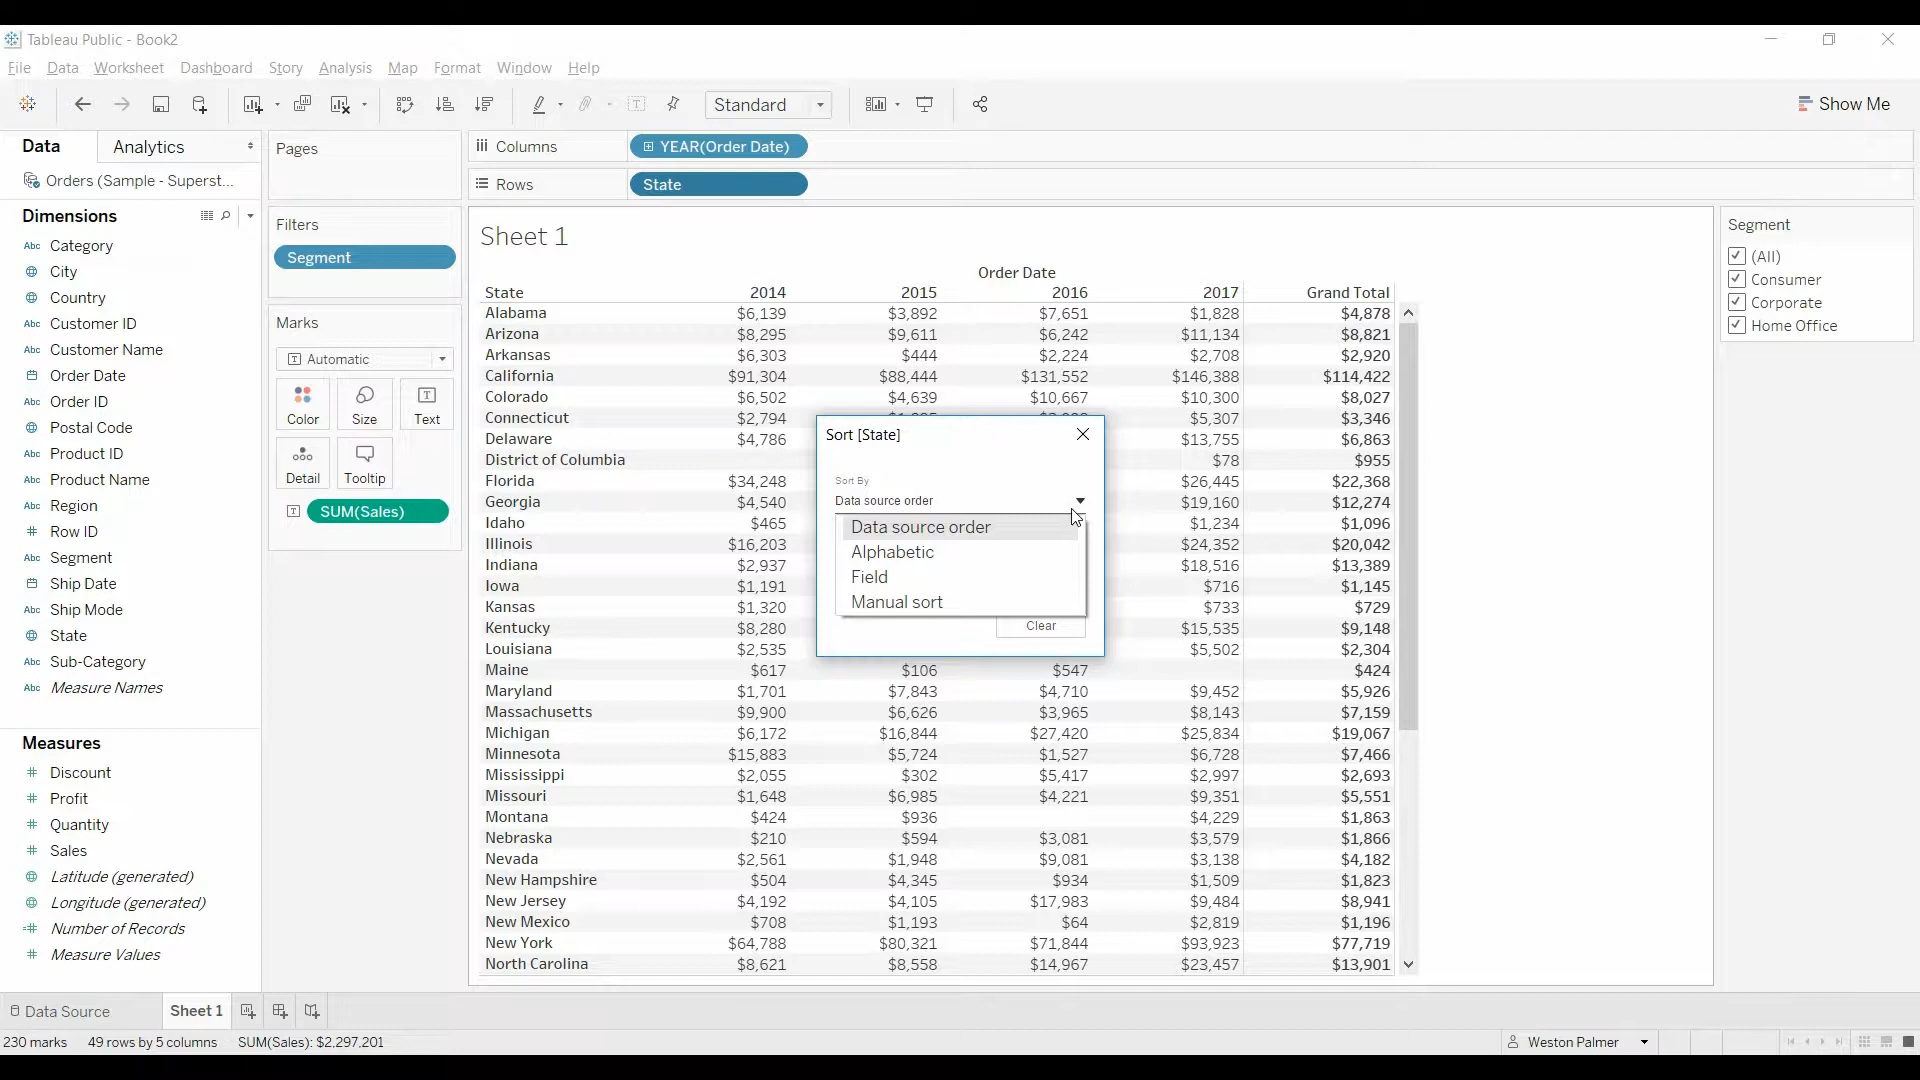 Tableau Public - Book2
File Data Worksheet Dashboard Story Analysis Map Format Window Help
Standard
Show Me
Data Analytics
Orders (Sample - Superst...
Dimensions
Abc Category
City
Country
Abc Customer ID
Abc Customer Name
Order Date
Abc Order ID
Postal Code
Abc Product ID
Abc Product Name
Abc Region
# Row ID
Abc Segment
Ship Date
Abc Ship Mode
State
Abc Sub-Category
Abc Measure Names
Measures
# Discount
# Profit
# Quantity
# Sales
Latitude (generated)
Longitude (generated)
=# Number of Records
# Measure Values
Pages
Filters
Segment
Marks
T Automatic
Color Size Text
Detail Tooltip
T SUM(Sales)
Columns YEAR(Order Date)
Rows State
Sheet 1
Order Date
State 2014 2015 2016 2017 Grand Total
Alabama $6,139 $3,892 $7,651 $1,828 $4,878
Arizona $8,295 $9,611 $6,242 $11,134 $8,821
Arkansas $6,303 $444 $2,224 $2,708 $2,920
California $91,304 $88,444 $131,552 $146,388 $114,422
Colorado $6,502 $4,639 $10,667 $10,300 $8,027
Connecticut $2,794 $5,307 $3,346
Delaware $4,786 $13,755 $6,863
District of Columbia $78 $955
Florida $34,248 $26,445 $22,368
Georgia $4,540 $19,160 $12,274
Idaho $465 $1,234 $1,096
Illinois $16,203 $24,352 $20,042
Indiana $2,937 $18,516 $13,389
Iowa $1,191 $716 $1,145
Kansas $1,320 $733 $729
Kentucky $8,280 $15,535 $9,148
Louisiana $2,535 $5,502 $2,304
Maine $617 $106 $547 $424
Maryland $1,701 $7,843 $4,710 $9,452 $5,926
Massachusetts $9,900 $6,626 $3,965 $8,143 $7,159
Michigan $6,172 $16,844 $27,420 $25,834 $19,067
Minnesota $15,883 $5,724 $1,527 $6,728 $7,466
Mississippi $2,055 $302 $5,417 $2,997 $2,693
Missouri $1,648 $6,985 $4,221 $9,351 $5,551
Montana $424 $936 $4,229 $1,863
Nebraska $210 $594 $3,081 $3,579 $1,866
Nevada $2,561 $1,948 $9,081 $3,138 $4,182
New Hampshire $504 $4,345 $934 $1,509 $1,823
New Jersey $4,192 $4,105 $17,983 $9,484 $8,941
New Mexico $708 $1,193 $64 $2,819 $1,196
New York $64,788 $80,321 $71,844 $93,923 $77,719
North Carolina $8,621 $8,558 $14,967 $23,457 $13,901
Sort [State]
Sort By
Data source order
Data source order
Alphabetic
Field
Manual sort
Clear
Segment
(All)
Consumer
Corporate
Home Office
Data Source Sheet 1
230 marks 49 rows by 5 columns SUM(Sales): $2,297,201
Weston Palmer